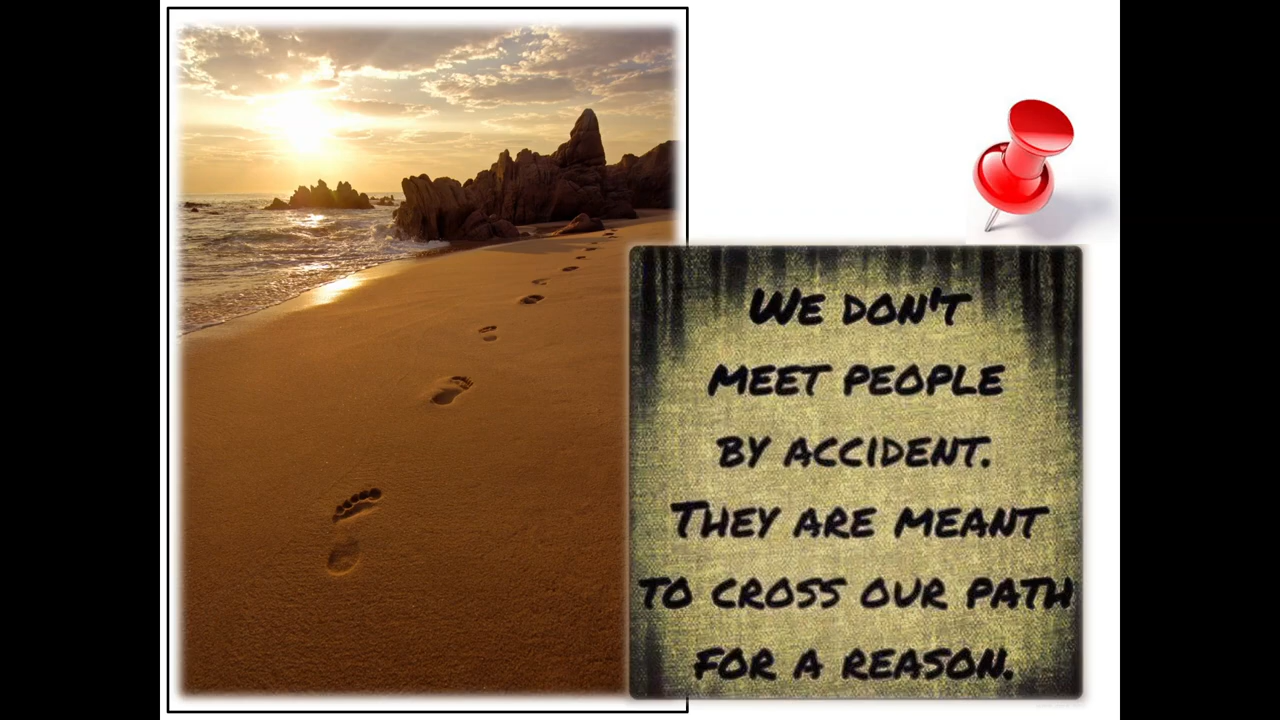 WE DON'T
MEET PEOPLE
BY ACCIDENT.
THEY ARE MEANT
TO CROSS OUR PATH
FOR A REASON.